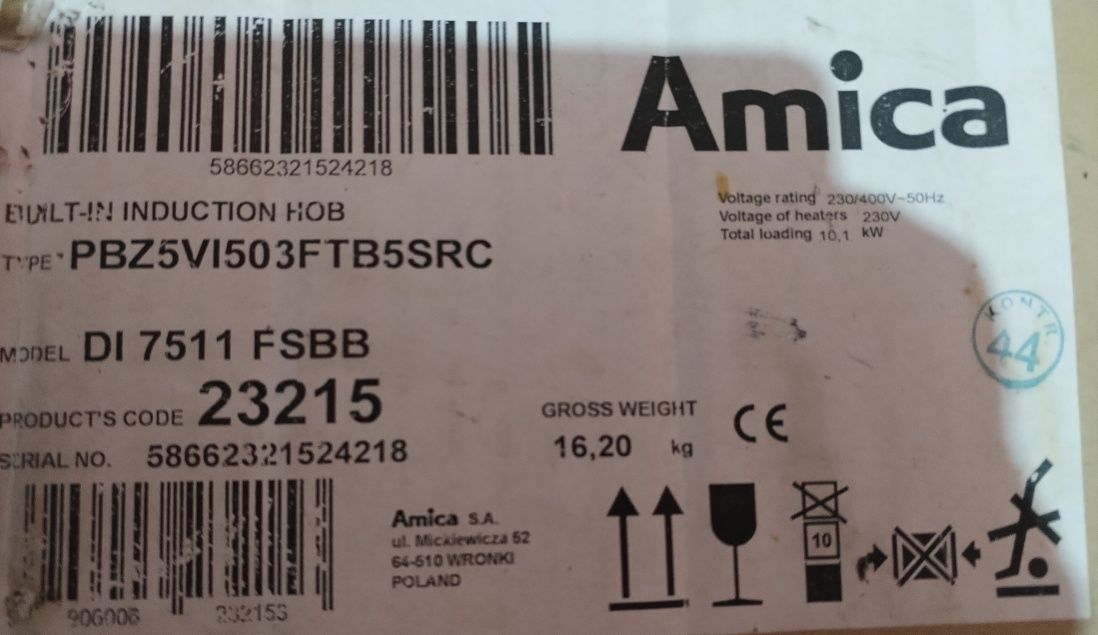 Amica
58662321524218
BUILT-IN INDUCTION HOB
TYPE PBZ5VI503FTB5SRC
Voltage rating 230/400V~50Hz
Voltage of heaters 230V
Total loading 10,1 kW
KONTR
44
MODEL DI 7511 FSBB
PRODUCT'S CODE 23215
SERIAL NO. 58662321524218
GROSS WEIGHT
16,20 kg
CE
Amica S.A.
ul. Mickiewicza 52
64-510 WRONKI
POLAND
10